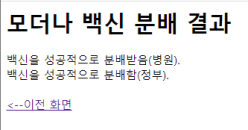 모더나 백신 분배 결과
백신을 성공적으로 분배받음(병원).
백신을 성공적으로 분배함(정부).
<--이전 화면